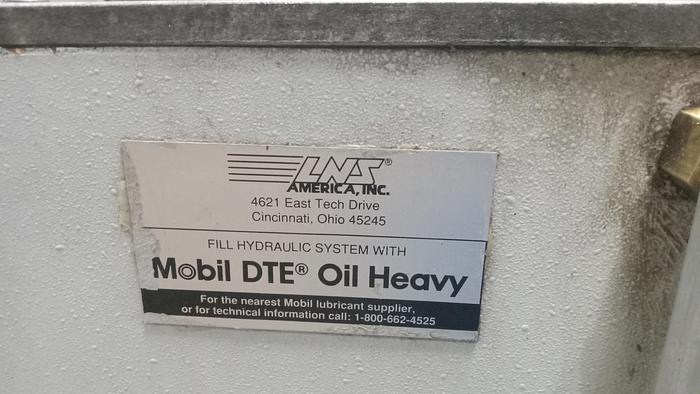 LNS®
AMERICA, INC.
4621 East Tech Drive
Cincinnati, Ohio 45245
FILL HYDRAULIC SYSTEM WITH
Mobil DTE® Oil Heavy
For the nearest Mobil lubricant supplier,
or for technical information call: 1-800-662-4525